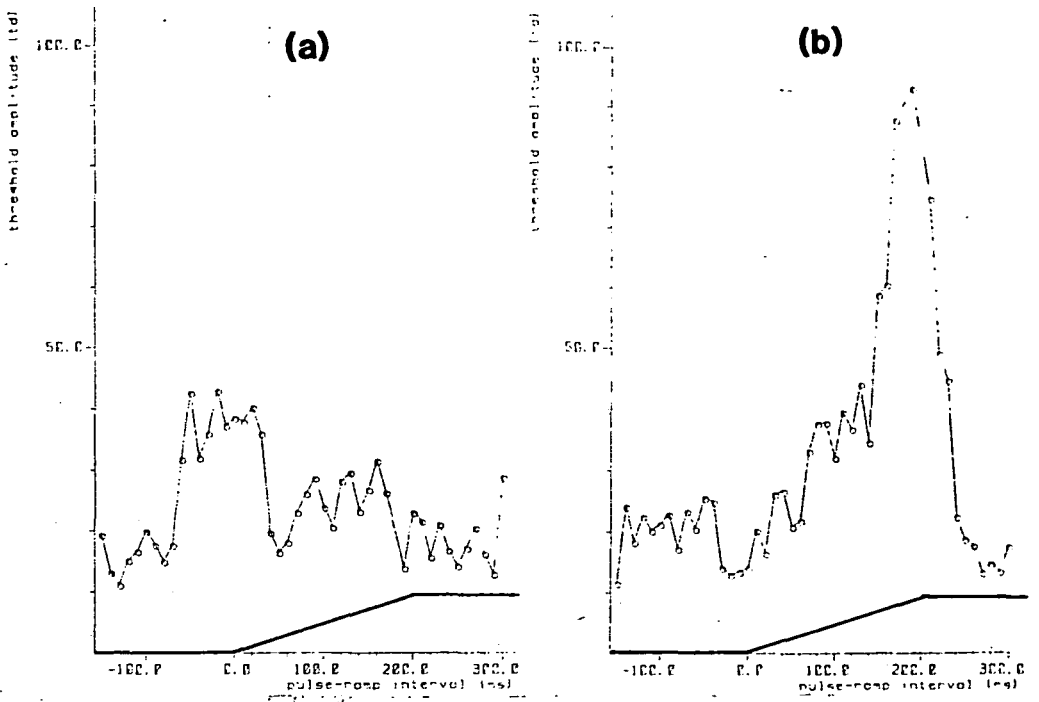 (a)
threshold amplitude (td)
100.0
50.0
-100.0 0.0 100.0 200.0 300.0
pulse-ramp interval (ms)
(b)
threshold amplitude
100.0
50.0
-100.0 0.0 100.0 200.0 300.0
pulse-ramp interval (ms)